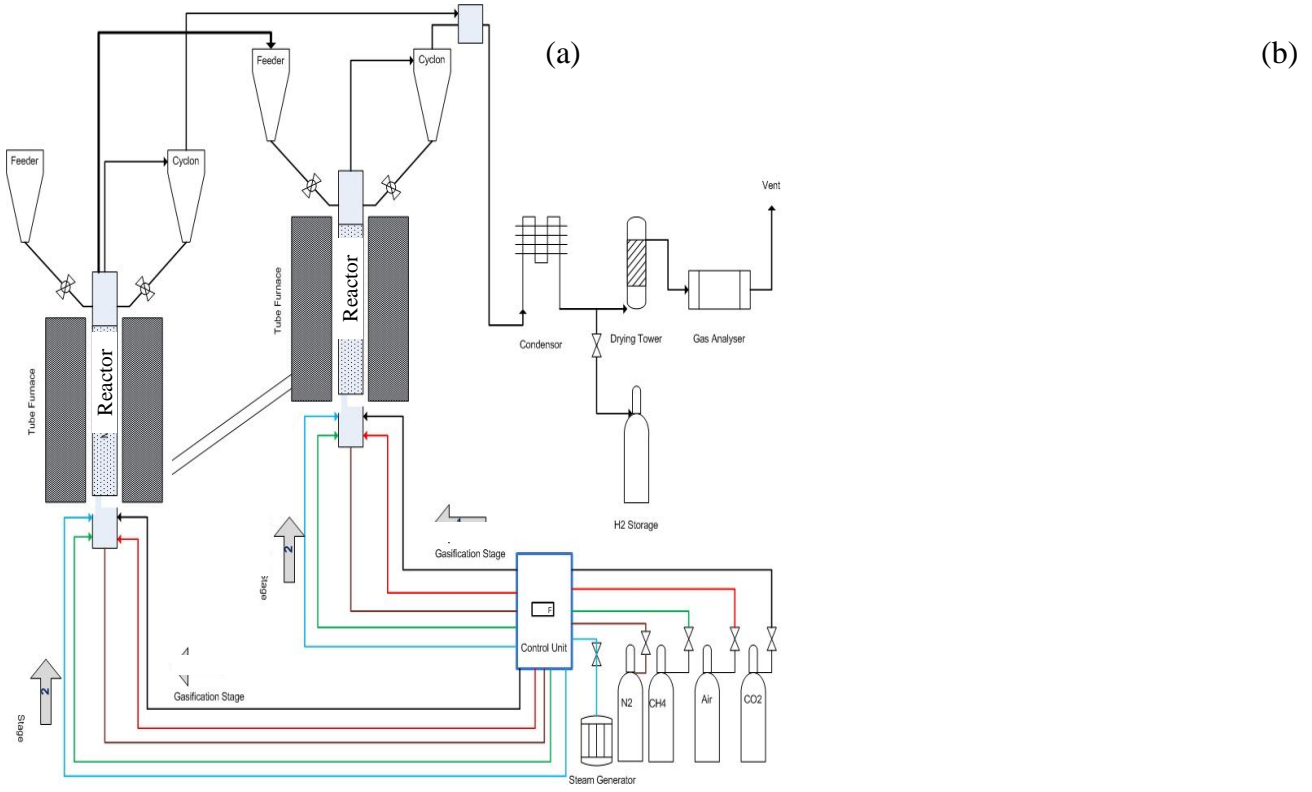 (a)
(b)
Feeder
Cyclon
Feeder
Cyclon
Vent
Tube Furnace
Reactor
Condensor
Drying Tower
Gas Analyser
Tube Furnace
Reactor
H2 Storage
2
Stage
Gasification Stage
F
Control Unit
2
Stage
Gasification Stage
N2
CH4
Air
CO2
Steam Generator